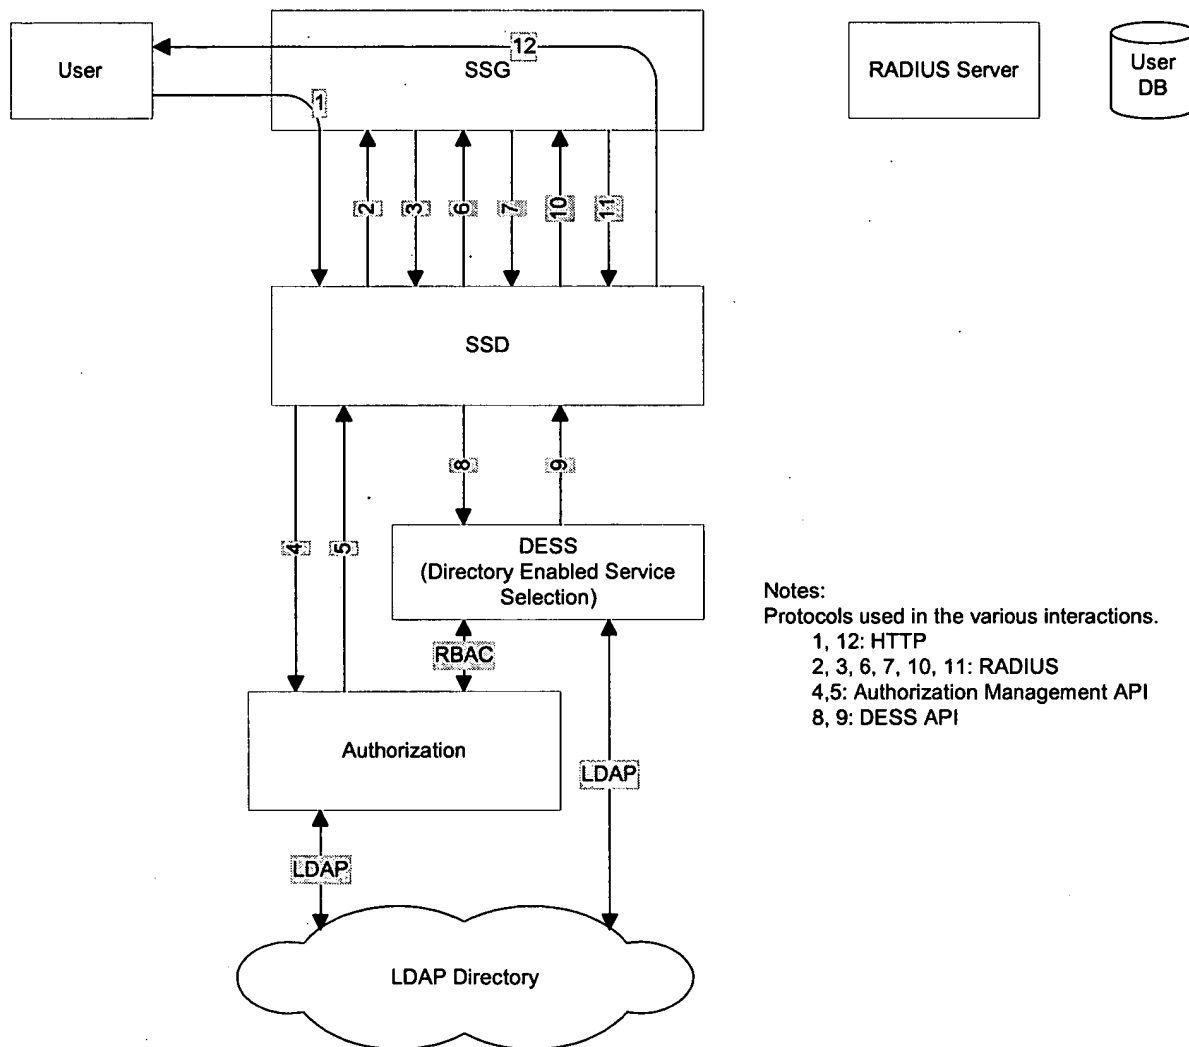 12
User
SSG
RADIUS Server
User
DB
1
2
3
6
7
10
11
SSD
8
9
4
5
DESS
(Directory Enabled Service
Selection)
Notes:
Protocols used in the various interactions.
1, 12: HTTP
2, 3, 6, 7, 10, 11: RADIUS
4,5: Authorization Management API
8, 9: DESS API
RBAC
Authorization
LDAP
LDAP
LDAP Directory